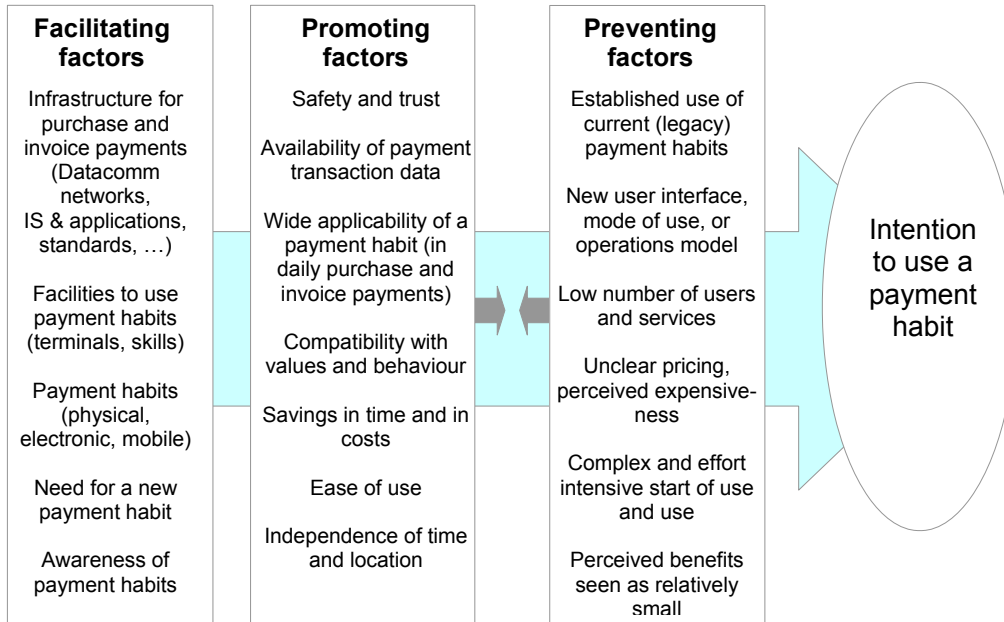 Facilitating
factors
Infrastructure for
purchase and
invoice payments
(Datacomm
networks,
IS & applications,
standards, …)
Facilities to use
payment habits
(terminals, skills)
Payment habits
(physical,
electronic, mobile)
Need for a new
payment habit
Awareness of
payment habits
Promoting
factors
Safety and trust
Availability of payment
transaction data
Wide applicability of a
payment habit (in
daily purchase and
invoice payments)
Compatibility with
values and behaviour
Savings in time and in
costs
Ease of use
Independence of time
and location
Preventing
factors
Established use of
current (legacy)
payment habits
New user interface,
mode of use, or
operations model
Low number of users
and services
Unclear pricing,
perceived expensive-
ness
Complex and effort
intensive start of use
and use
Perceived benefits
seen as relatively
small
Intention
to use a
payment
habit